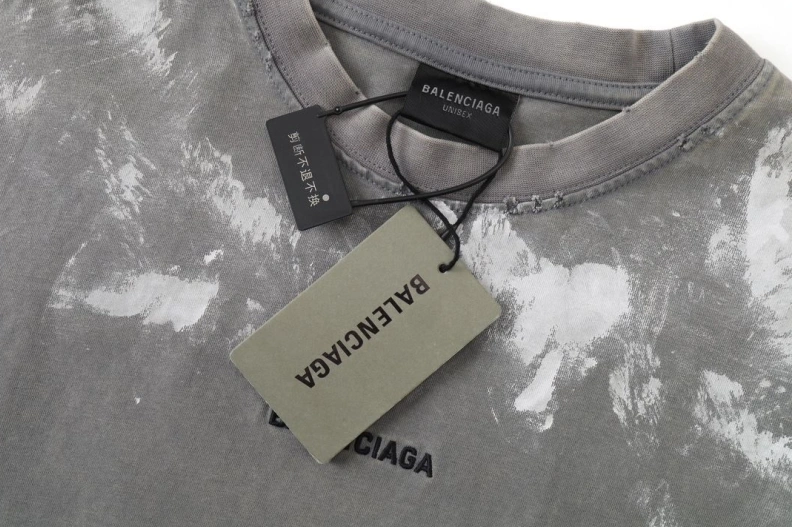 BALENCIAGA
UNISEX
剪断不退不换
BALENCIAGA
CIAGA